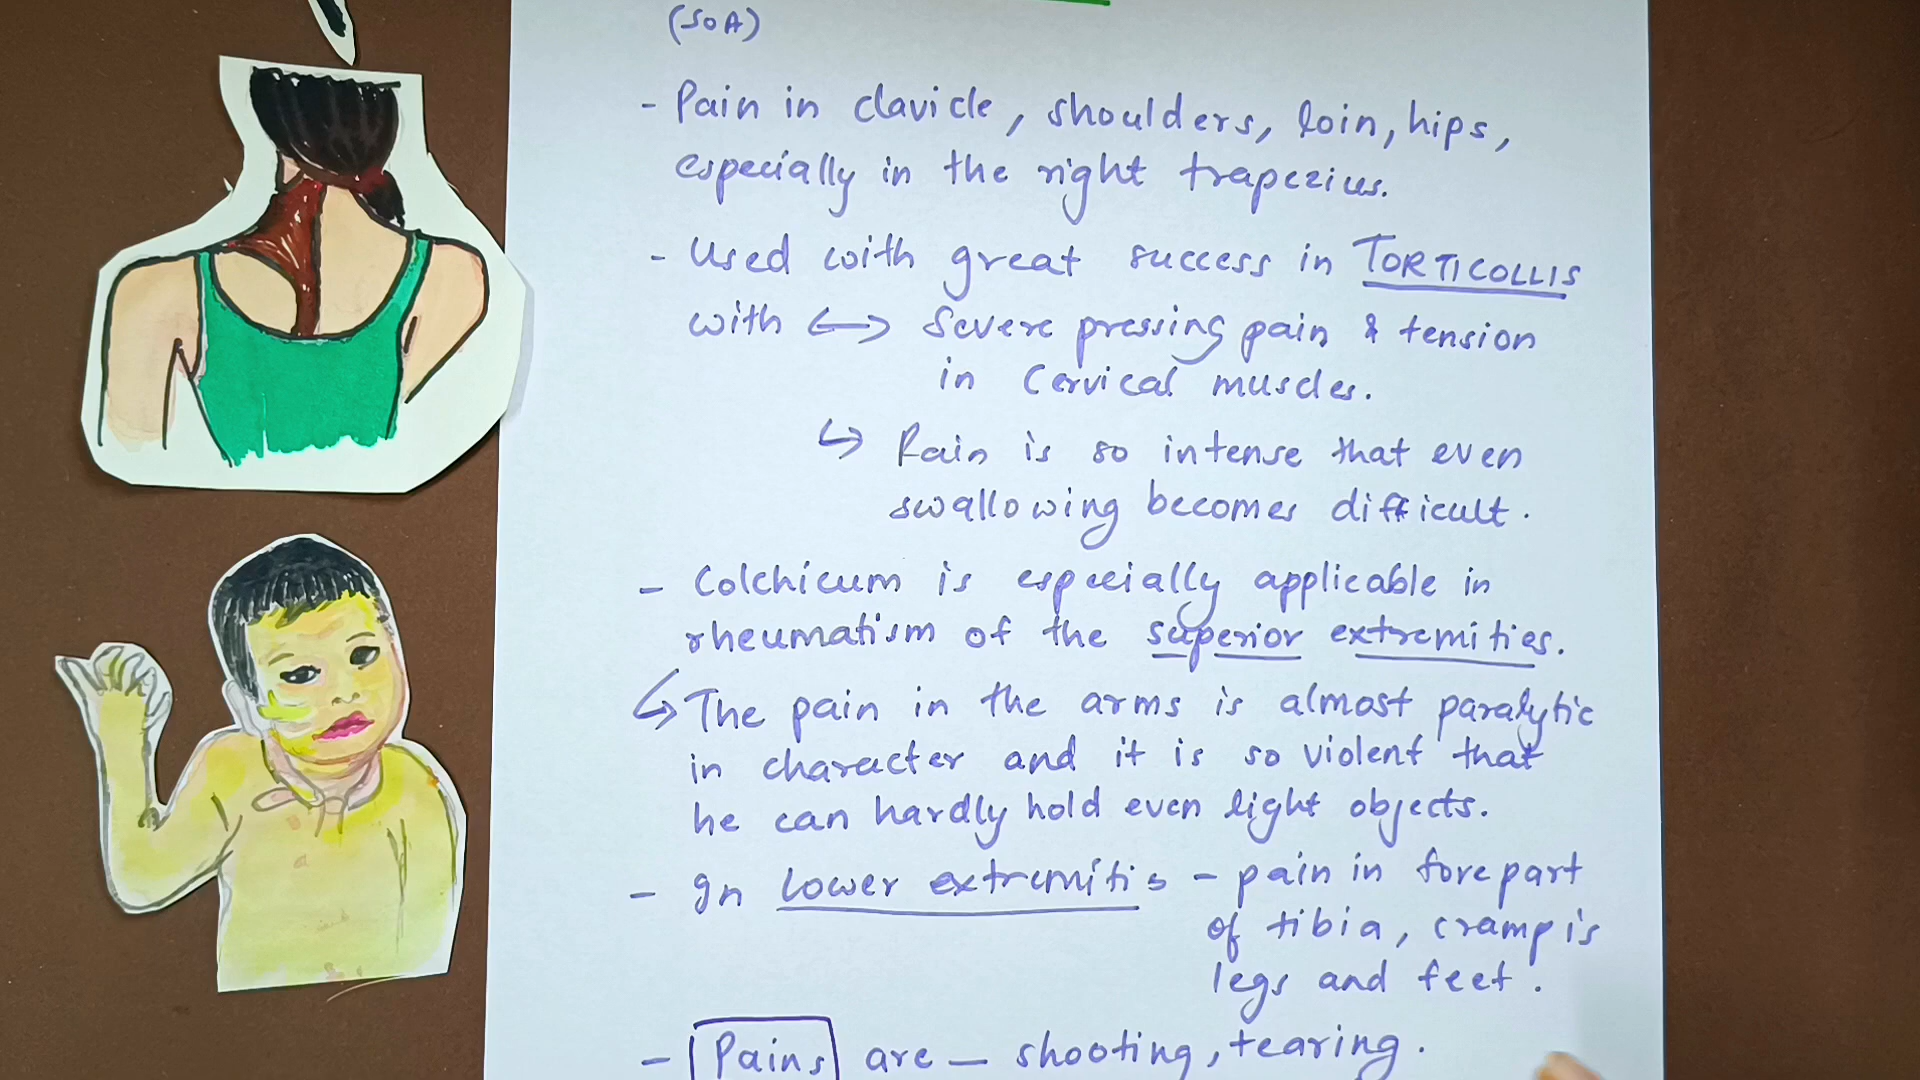 (SOA)
- Pain in clavicle, shoulders, loin, hips,
especially in the right trapezius.
- Used with great success in TORTICOLLIS
with ↔ Severe pressing pain & tension
in Cervical muscles.
↳ Pain is so intense that even
swallowing becomes difficult.
- Colchicum is especially applicable in
rheumatism of the superior extremities.
↳ The pain in the arms is almost paralytic
in character and it is so violent that
he can hardly hold even light objects.
- In lower extremitis - pain in forepart
of tibia, cramp is
legs and feet.
- Pains are - shooting, tearing.